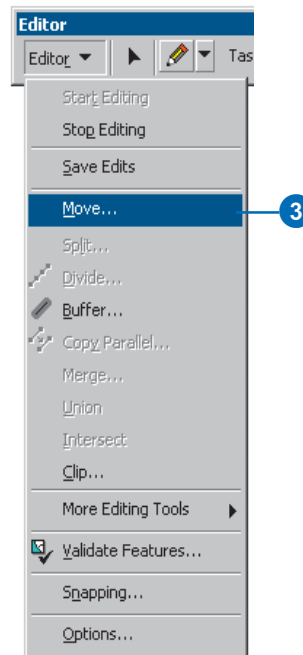 Editor
Editor Tas
Start Editing
Stop Editing
Save Edits
Move...
3
Split...
Divide...
Buffer...
Copy Parallel...
Merge...
Union
Intersect
Clip...
More Editing Tools
Validate Features...
Snapping...
Options...